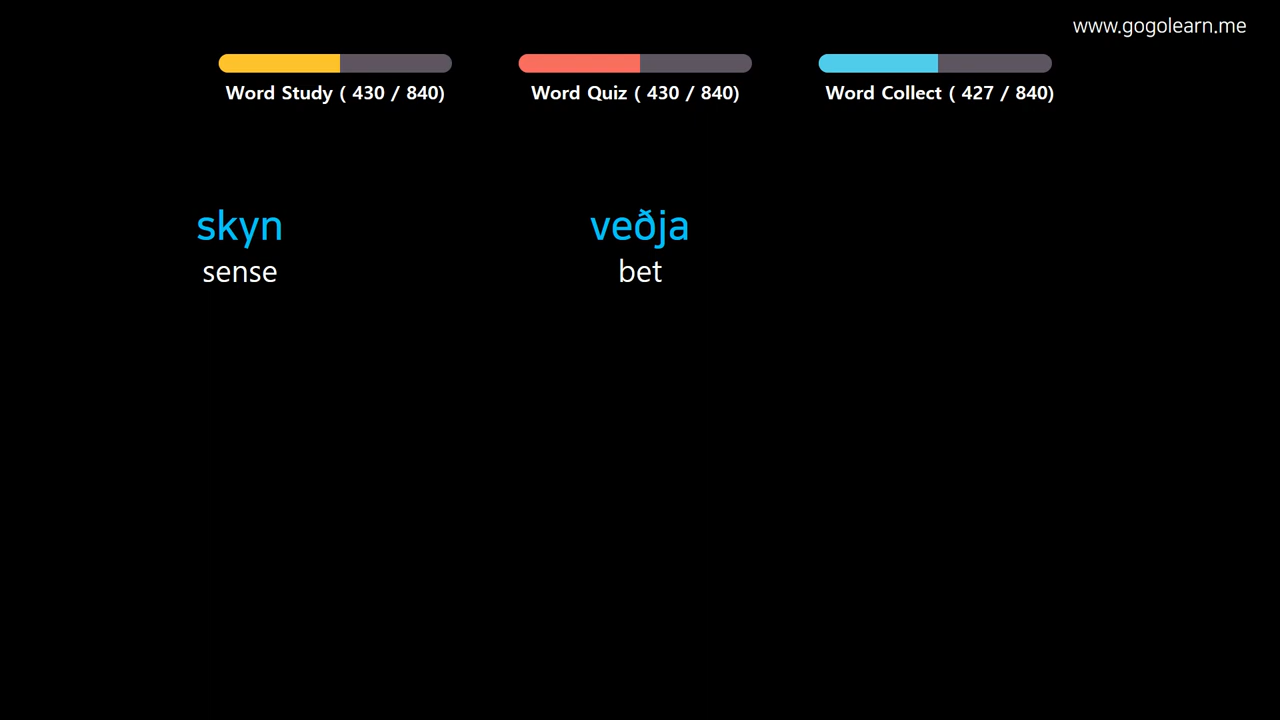 www.gogolearn.me
Word Study ( 430 / 840)
Word Quiz ( 430 / 840)
Word Collect ( 427 / 840)
skyn
sense
veðja
bet